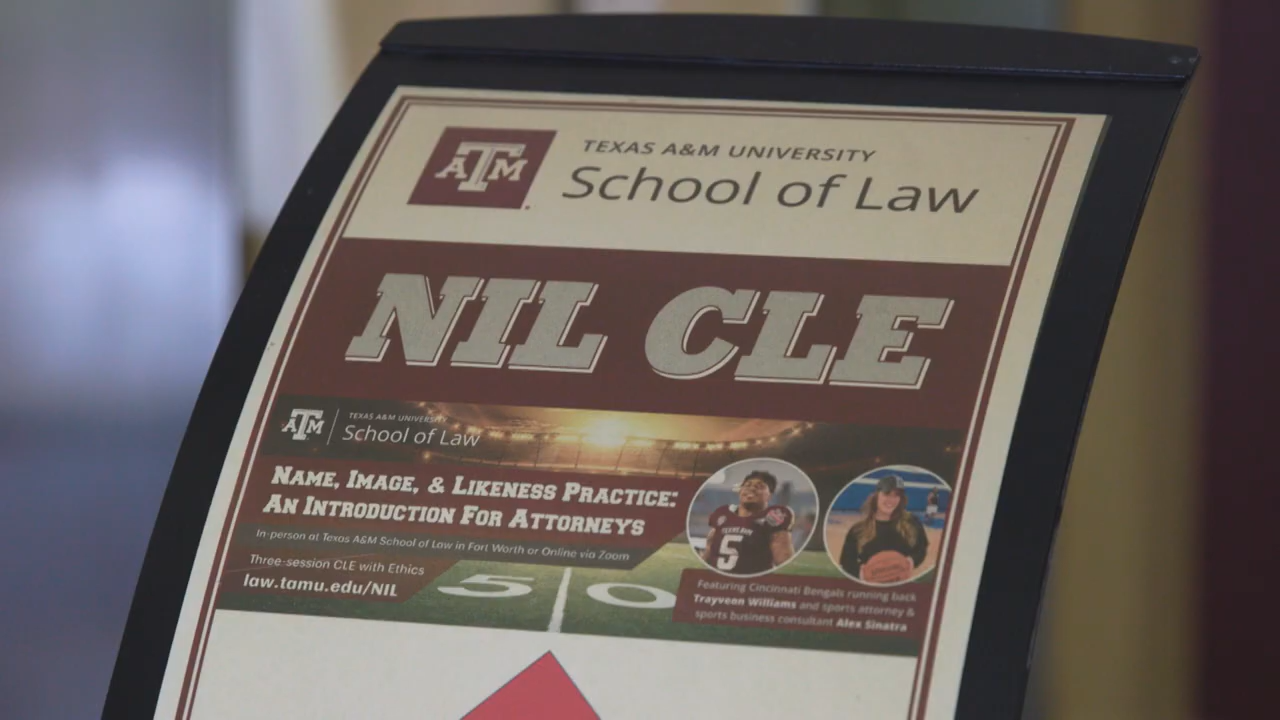 ATM
TEXAS A&M UNIVERSITY
School of Law
NIL CLE
ATM
TEXAS A&M UNIVERSITY
School of Law
NAME, IMAGE, & LIKENESS PRACTICE:
AN INTRODUCTION FOR ATTORNEYS
In-person at Texas A&M School of Law in Fort Worth or Online via Zoom
Three-session CLE with Ethics
law.tamu.edu/NIL
5 0
TEXAS A&M
5
Featuring Cincinnati Bengals running back
Trayveon Williams and sports attorney &
sports business consultant Alex Sinatra